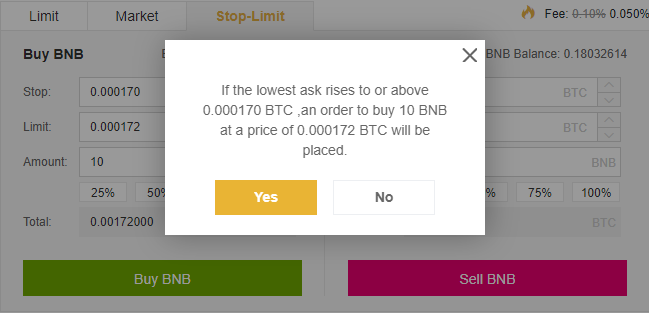 Limit Market Stop-Limit Fee: 0.10% 0.050%
Buy BNB BNB Balance: 0.18032614
Stop: 0.000170 BTC BTC
Limit: 0.000172 BTC
Amount: 10 BNB
25% 50% 75% 100%
Total: 0.00172000 BTC
Buy BNB Sell BNB
If the lowest ask rises to or above
0.000170 BTC ,an order to buy 10 BNB
at a price of 0.000172 BTC will be
placed.
Yes No